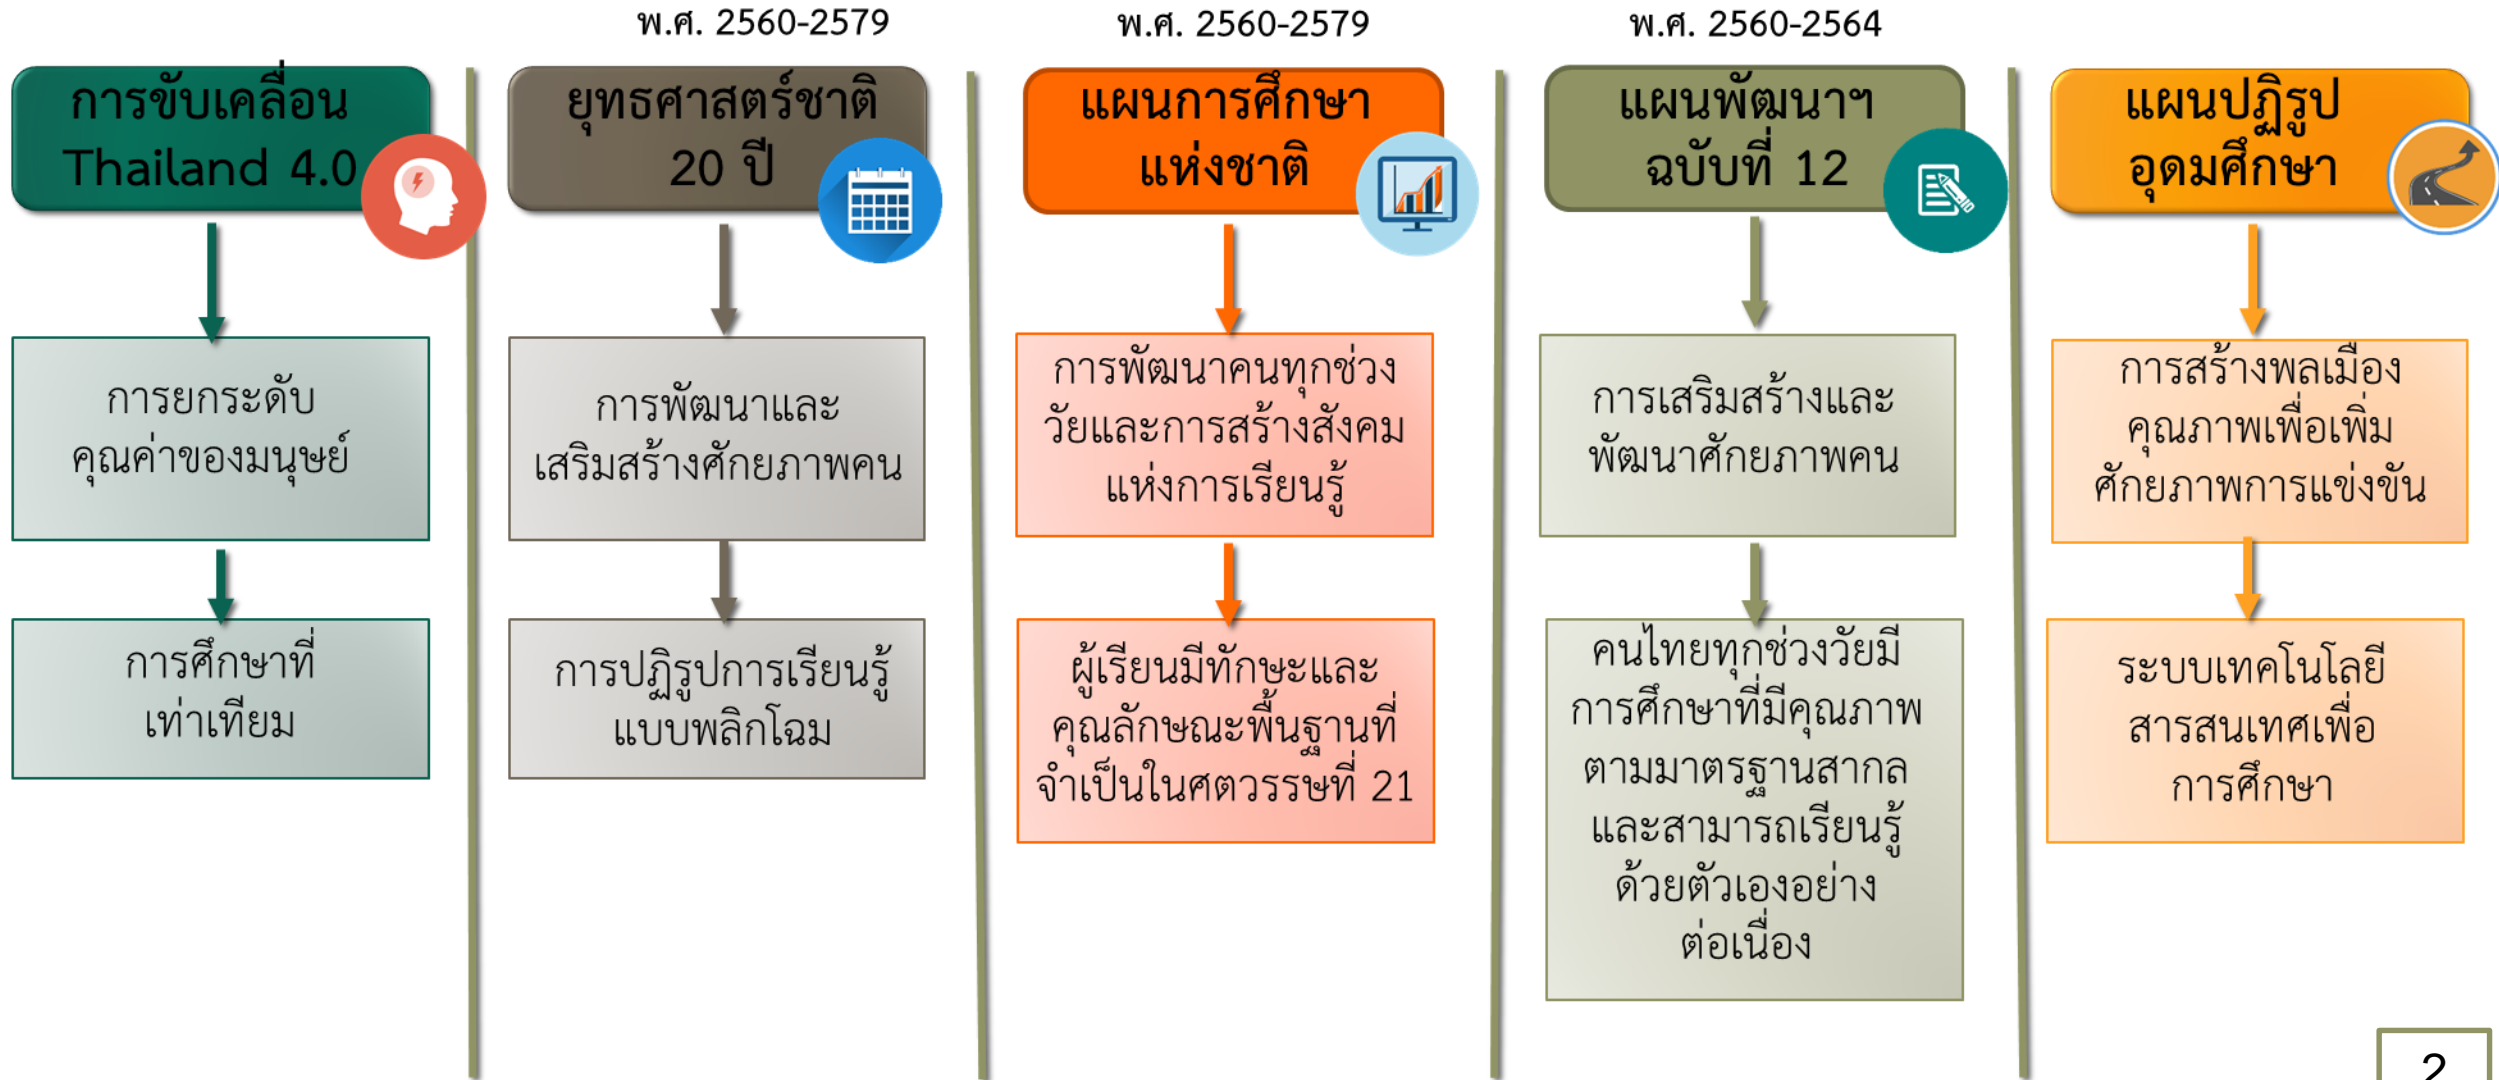 พ.ศ. 2560-2579
พ.ศ. 2560-2579
พ.ศ. 2560-2564
การขับเคลื่อน
Thailand 4.0
ยุทธศาสตร์ชาติ
20 ปี
แผนการศึกษา
แห่งชาติ
แผนพัฒนาฯ
ฉบับที่ 12
แผนปฏิรูป
อุดมศึกษา
การยกระดับ
คุณค่าของมนุษย์
การพัฒนาและ
เสริมสร้างศักยภาพคน
การพัฒนาคนทุกช่วง
วัยและการสร้างสังคม
แห่งการเรียนรู้
การเสริมสร้างและ
พัฒนาศักยภาพคน
การสร้างพลเมือง
คุณภาพเพื่อเพิ่ม
ศักยภาพการแข่งขัน
การศึกษาที่
เท่าเทียม
การปฏิรูปการเรียนรู้
แบบพลิกโฉม
ผู้เรียนมีทักษะและ
คุณลักษณะพื้นฐานที่
จำเป็นในศตวรรษที่ 21
คนไทยทุกช่วงวัยมี
การศึกษาที่มีคุณภาพ
ตามมาตรฐานสากล
และสามารถเรียนรู้
ด้วยตัวเองอย่าง
ต่อเนื่อง
ระบบเทคโนโลยี
สารสนเทศเพื่อ
การศึกษา
2